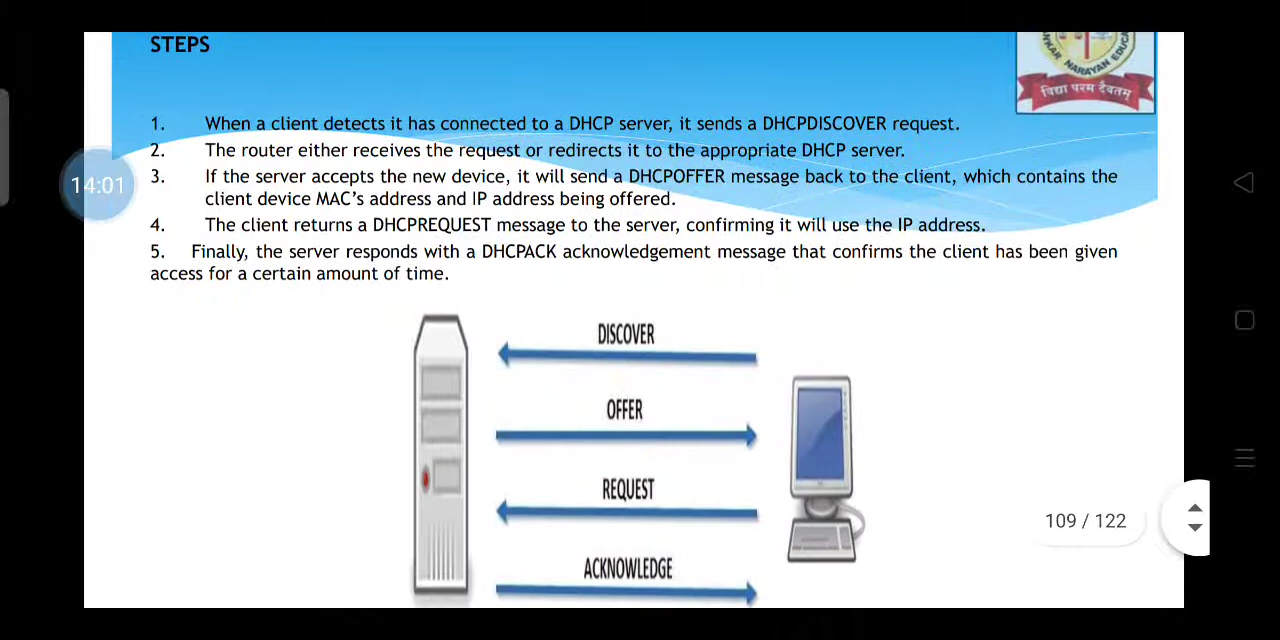 STEPS
NKAR NARAYAN EDUCA
विद्या परम दैवतम्
1. When a client detects it has connected to a DHCP server, it sends a DHCPDISCOVER request.
2. The router either receives the request or redirects it to the appropriate DHCP server.
14:01
3. If the server accepts the new device, it will send a DHCPOFFER message back to the client, which contains the
client device MAC’s address and IP address being offered.
4. The client returns a DHCPREQUEST message to the server, confirming it will use the IP address.
5. Finally, the server responds with a DHCPACK acknowledgement message that confirms the client has been given
access for a certain amount of time.
DISCOVER
OFFER
REQUEST
109 / 122
ACKNOWLEDGE